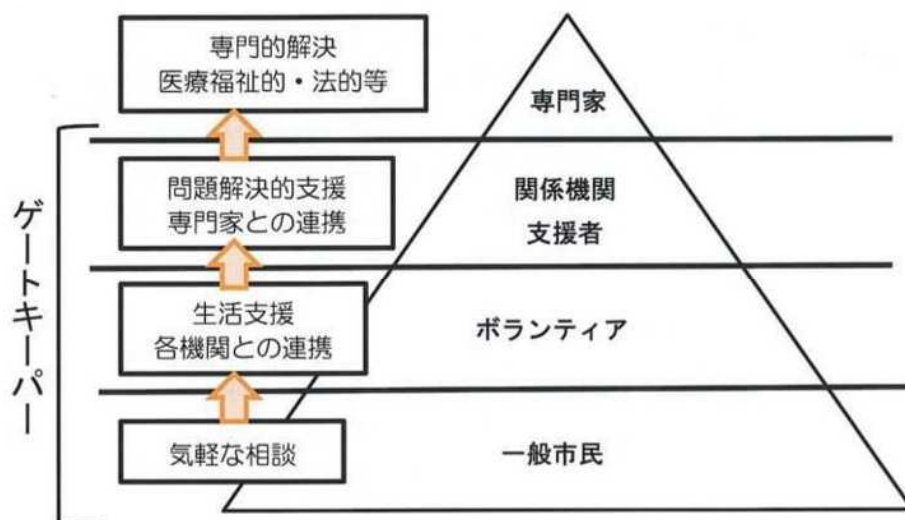 専門的解決
医療福祉的・法的等
専門家
問題解決的支援
専門家との連携
関係機関
支援者
生活支援
各機関との連携
ボランティア
気軽な相談
一般市民
ゲートキーパー